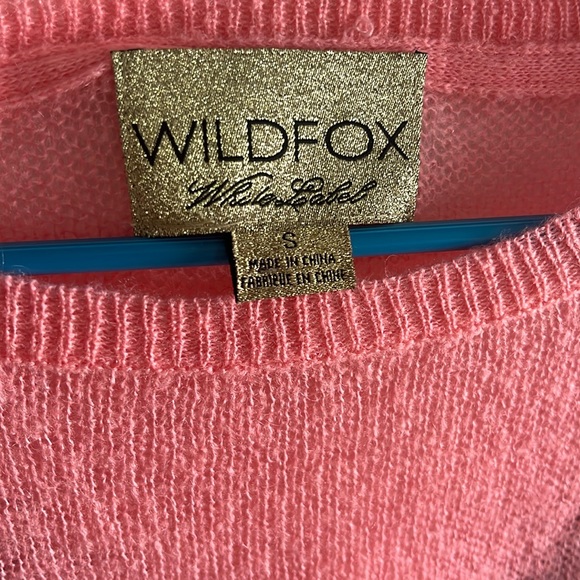 WILDFOX
White Label
S
MADE IN CHINA
FABRIQUE EN CHINE